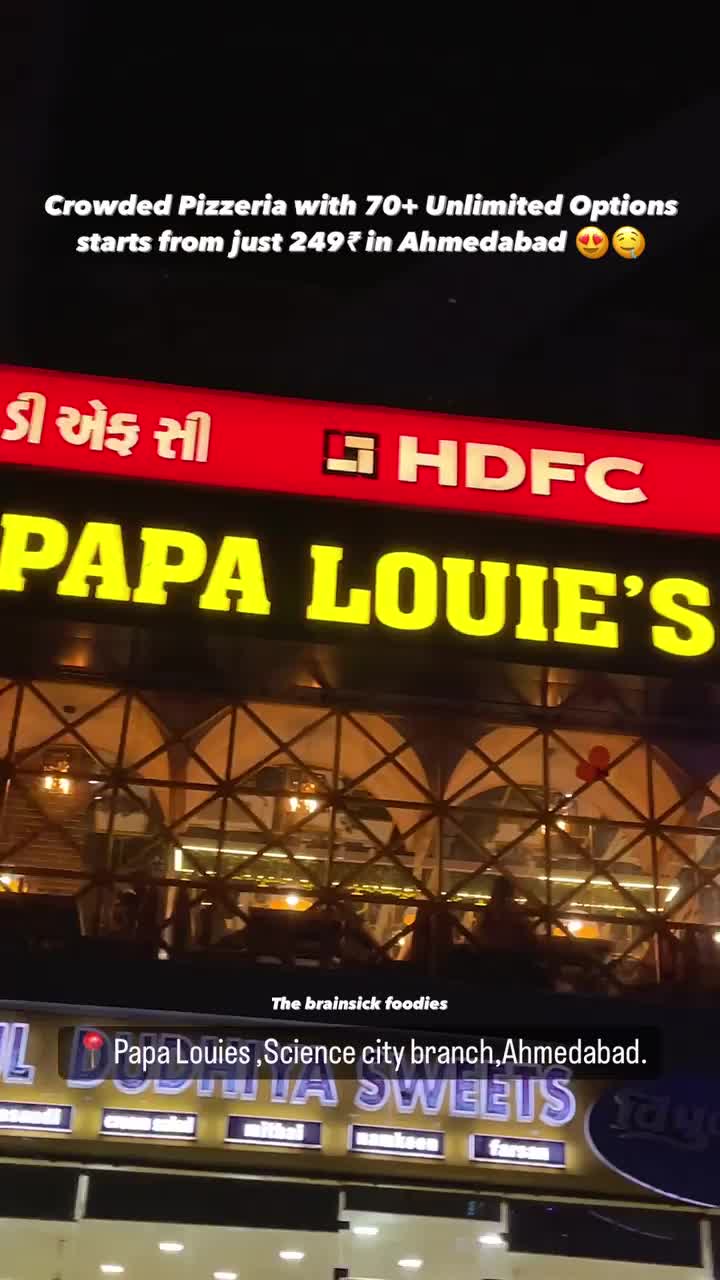 Crowded Pizzeria with 70+ Unlimited Options
starts from just 249₹ in Ahmedabad 😍🤤
ડી એફ સી
HDFC
PAPA LOUIE'S
The brainsick foodies
📍Papa Louies ,Science city branch,Ahmedabad.
DUDHIYA SWEETS
mithai
namkeen
farsan